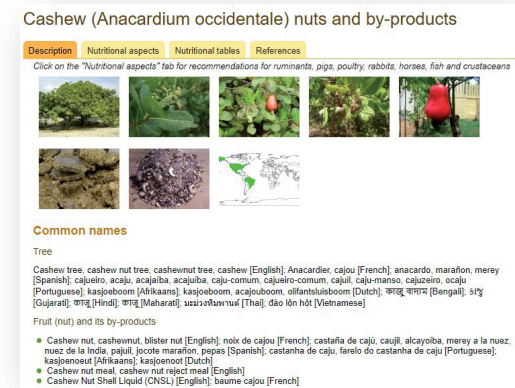 Cashew (Anacardium occidentale) nuts and by-products
Description Nutritional aspects Nutritional tables References
Click on the "Nutritional aspects" tab for recommendations for ruminants, pigs, poultry, rabbits, horses, fish and crustaceans
Common names
Tree
Cashew tree, cashew nut tree, cashewnut tree, cashew [English]; Anacardier, cajou [French]; anacardo, marañon, merey
[Spanish]; cajueiro, acaju, acajaíba, acajuíba, caju-comum, cajueiro-comum, cajuil, caju-manso, cajuzeiro, ocaju
[Portuguese]; kasjoeboom [Afrikaans]; kasjoeboom, acajouboom, olifantsluisboom [Dutch]; কাজু বাদাম [Bengali]; કાજુ
[Gujarati]; काजू [Hindi]; काजू [Maharati]; มะม่วงหิมพานต์ [Thai]; đào lộn hột [Vietnamese]
Fruit (nut) and its by-products
Cashew nut, cashewnut, blister nut [English]; noix de cajou [French]; castaña de cajú, caujil, alcayoiba, merey a la nuez,
nuez de la India, pajuil, jocote marañon, pepas [Spanish]; castanha de caju, farelo do castanha de caju [Portuguese];
kasjoeneout [Afrikaans]; kasjoenoot [Dutch]
Cashew nut meal, cashew nut reject meal [English]
Cashew Nut Shell Liquid (CNSL) [English]; baume cajou [French]